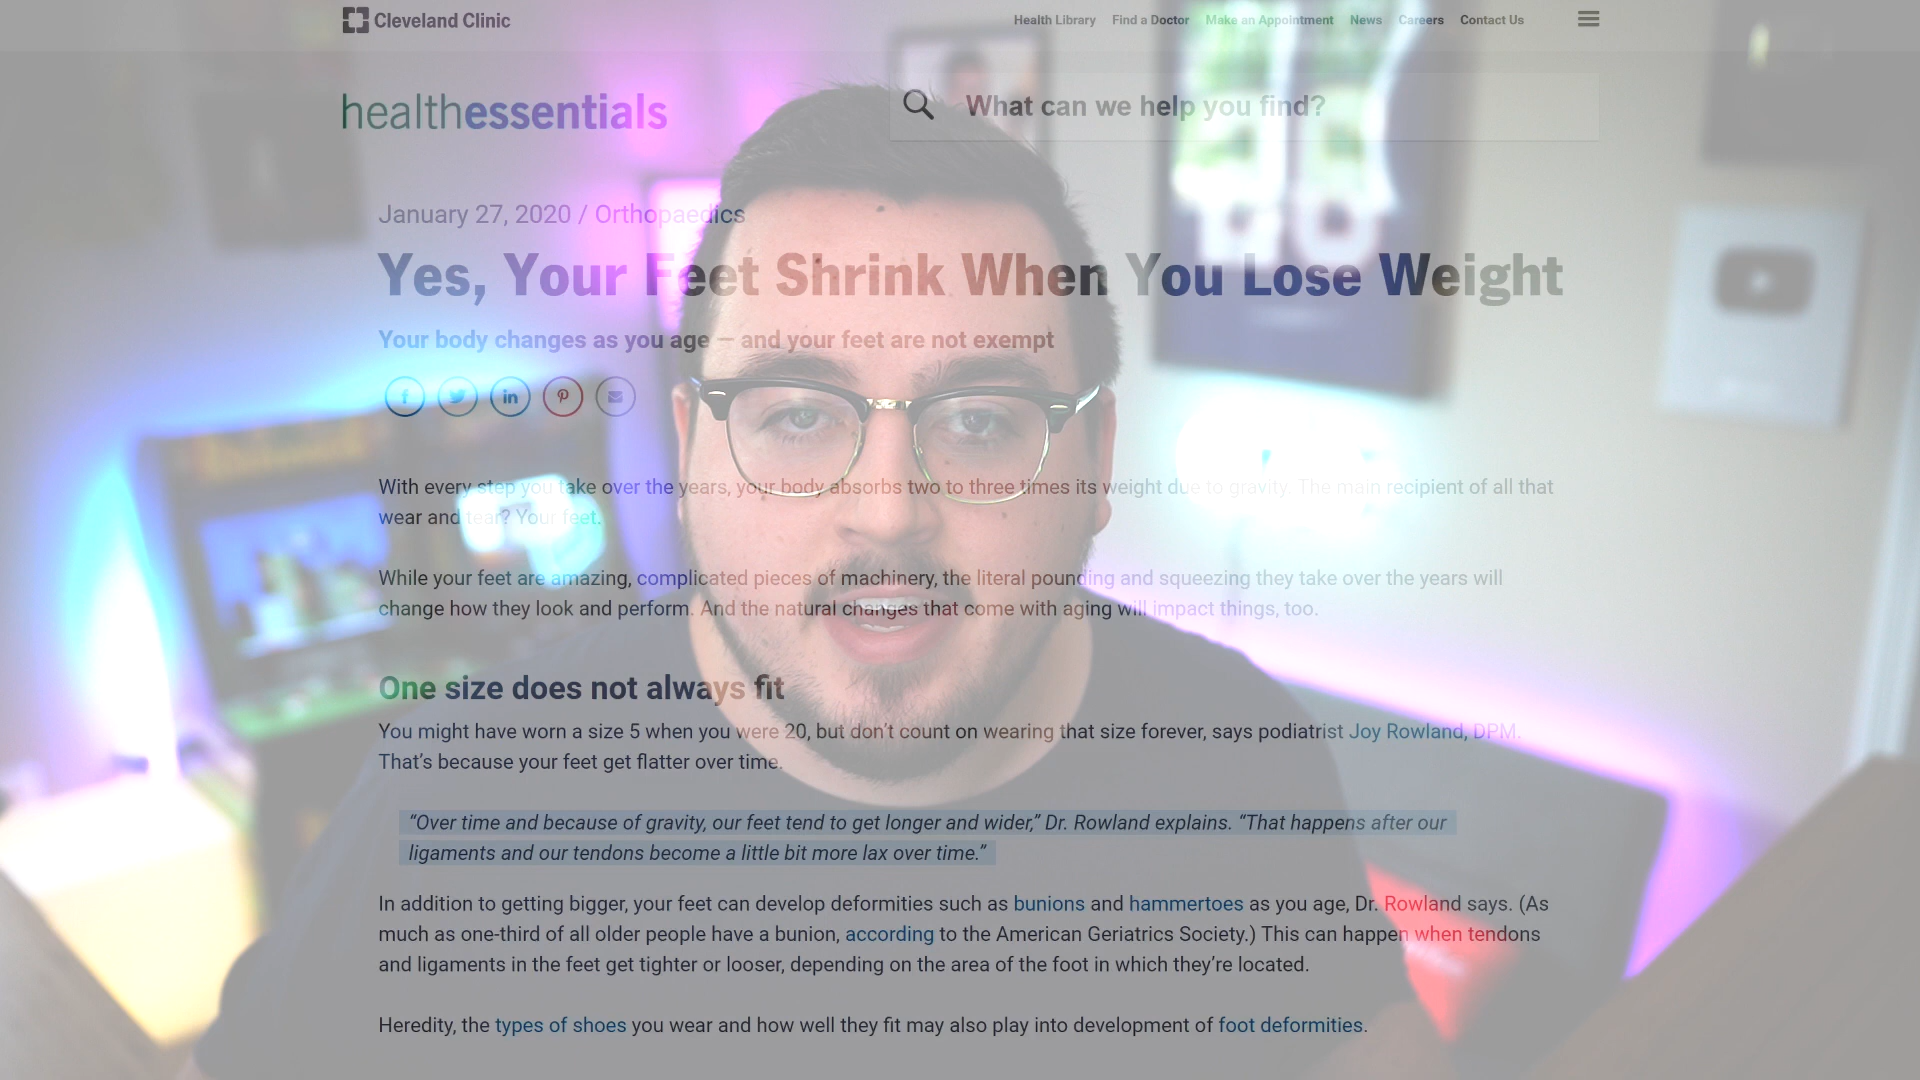 Cleveland Clinic
Health Library Find a Doctor Make an Appointment News Careers Contact Us
healthessentials
What can we help you find?
January 27, 2020 / Orthopaedics
Yes, Your Feet Shrink When You Lose Weight
Your body changes as you age — and your feet are not exempt
With every step you take over the years, your body absorbs two to three times its weight due to gravity. The main recipient of all that
wear and tear? Your feet.
While your feet are amazing, complicated pieces of machinery, the literal pounding and squeezing they take over the years will
change how they look and perform. And the natural changes that come with aging will impact things, too.
One size does not always fit
You might have worn a size 5 when you were 20, but don’t count on wearing that size forever, says podiatrist Joy Rowland, DPM.
That’s because your feet get flatter over time.
“Over time and because of gravity, our feet tend to get longer and wider,” Dr. Rowland explains. “That happens after our
ligaments and our tendons become a little bit more lax over time.”
In addition to getting bigger, your feet can develop deformities such as bunions and hammertoes as you age, Dr. Rowland says. (As
much as one-third of all older people have a bunion, according to the American Geriatrics Society.) This can happen when tendons
and ligaments in the feet get tighter or looser, depending on the area of the foot in which they’re located.
Heredity, the types of shoes you wear and how well they fit may also play into development of foot deformities.